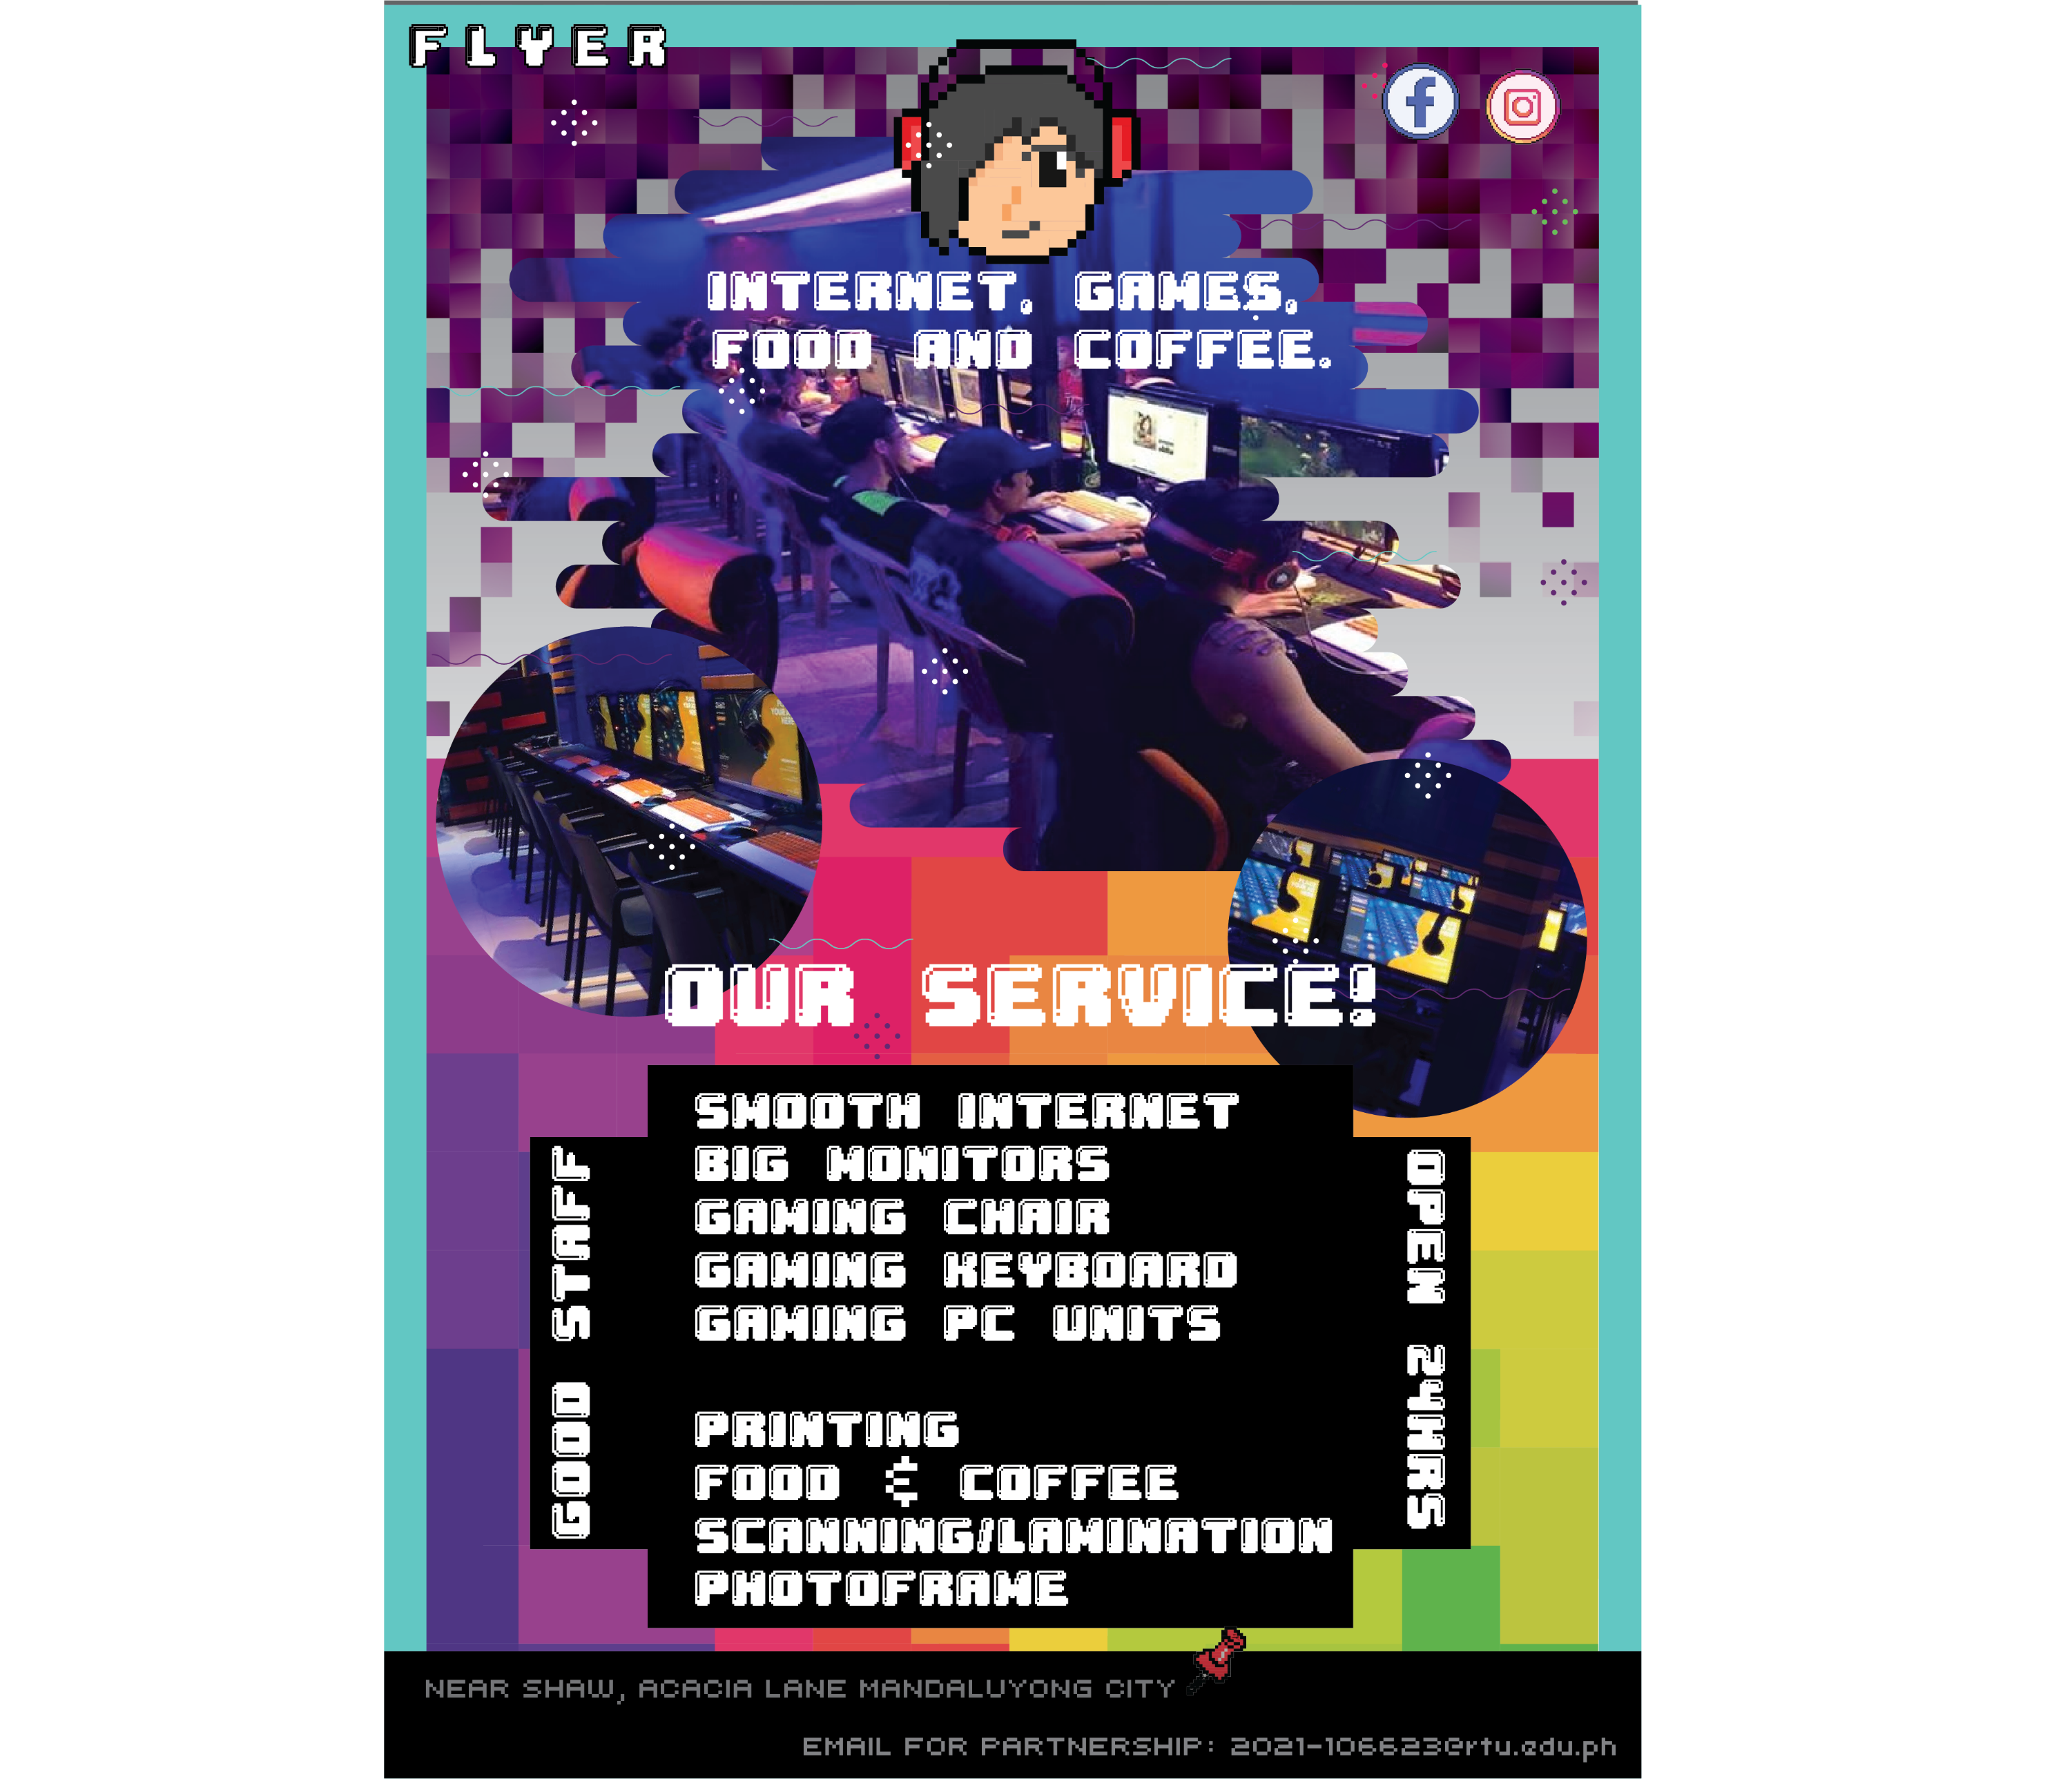 FLYER
INTERNET, GAMES,
FOOD AND COFFEE.
OUR SERVICE!
SMOOTH INTERNET
BIG MONITORS
GAMING CHAIR
GAMING KEYBOARD
GAMING PC UNITS
PRINTING
FOOD & COFFEE
SCANNING/LAMINATION
PHOTOFRAME
GOOD STAFF
OPEN 24HRS
NEAR SHAW, ACACIA LANE MANDALUYONG CITY
EMAIL FOR PARTNERSHIP: 2021-106623@rtu.edu.ph